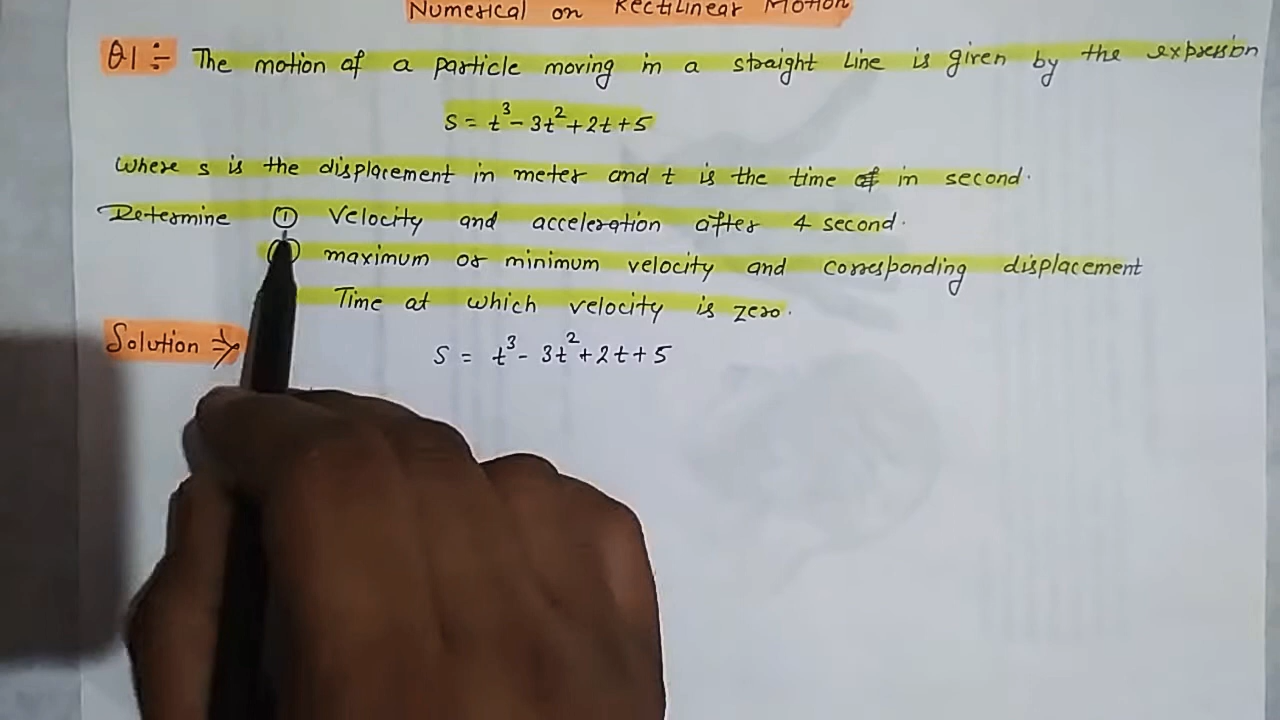 Numerical on Rectilinear Motion
Q1÷ The motion of a particle moving in a straight line is given by the expression
S = t³- 3t²+2t+5
where s is the displacement in meter and t is the time of in second.
Determine ① Velocity and acceleration after 4 second.
maximum or minimum velocity and corresponding displacement
Time at which velocity is zero.
Solution ⇒ S = t³- 3t²+2t+5